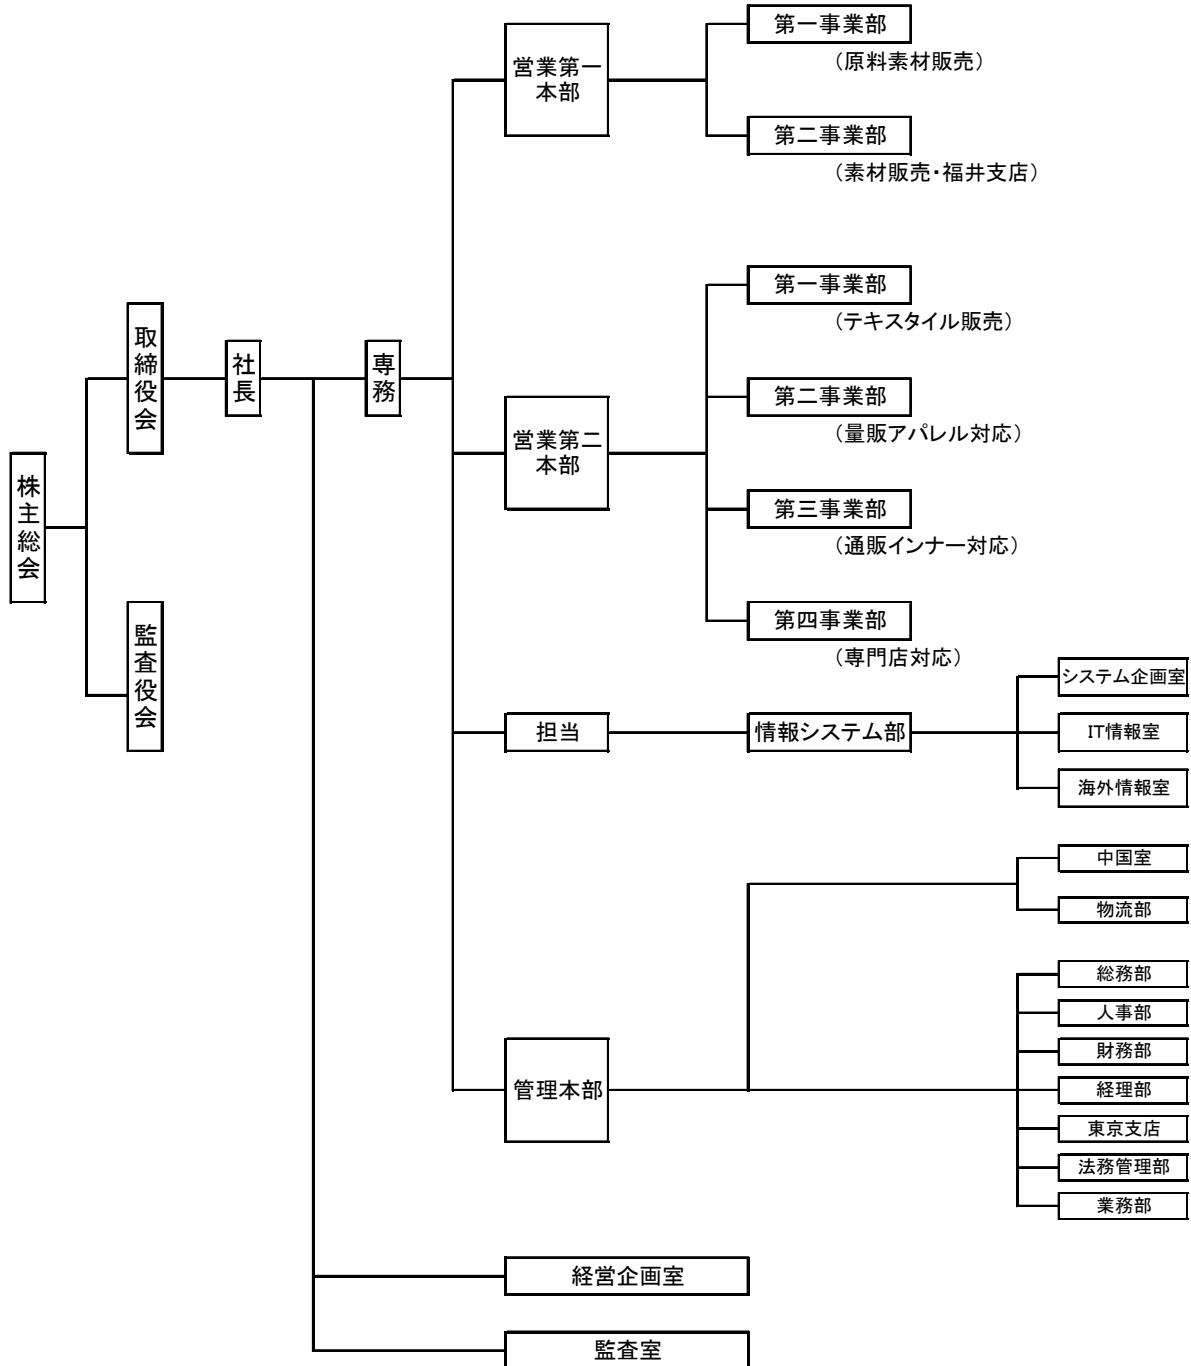 株主総会
取締役会
監査役会
社長
専務
営業第一
本部
第一事業部
（原料素材販売）
第二事業部
（素材販売・福井支店）
営業第二
本部
第一事業部
（テキスタイル販売）
第二事業部
（量販アパレル対応）
第三事業部
（通販インナー対応）
第四事業部
（専門店対応）
担当
情報システム部
システム企画室
IT情報室
海外情報室
管理本部
中国室
物流部
総務部
人事部
財務部
経理部
東京支店
法務管理部
業務部
経営企画室
監査室